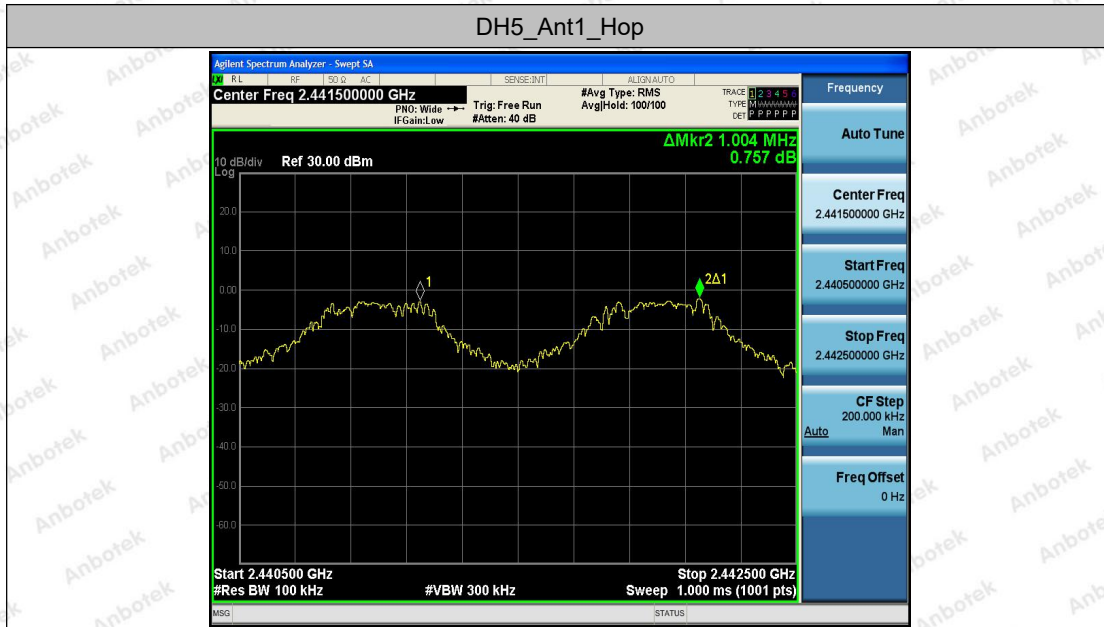 DH5_Ant1_Hop
Agilent Spectrum Analyzer - Swept SA
LXI RL RF 50 Ω AC SENSE:INT ALIGNAUTO
Center Freq 2.441500000 GHz
PNO: Wide
IFGain:Low
Trig: Free Run
#Atten: 40 dB
#Avg Type: RMS
Avg|Hold: 100/100
TRACE 1 2 3 4 5 6
TYPE M WWWWW
DET P P P P P P
ΔMkr2 1.004 MHz
0.757 dB
10 dB/div Ref 30.00 dBm
Log
20.0
10.0
0.00
-10.0
-20.0
-30.0
-40.0
-50.0
-60.0
1
2Δ1
Start 2.440500 GHz
Stop 2.442500 GHz
#Res BW 100 kHz
#VBW 300 kHz
Sweep 1.000 ms (1001 pts)
MSG
STATUS
Frequency
Auto Tune
Center Freq
2.441500000 GHz
Start Freq
2.440500000 GHz
Stop Freq
2.442500000 GHz
CF Step
200.000 kHz
Auto Man
Freq Offset
0 Hz
Anbotek